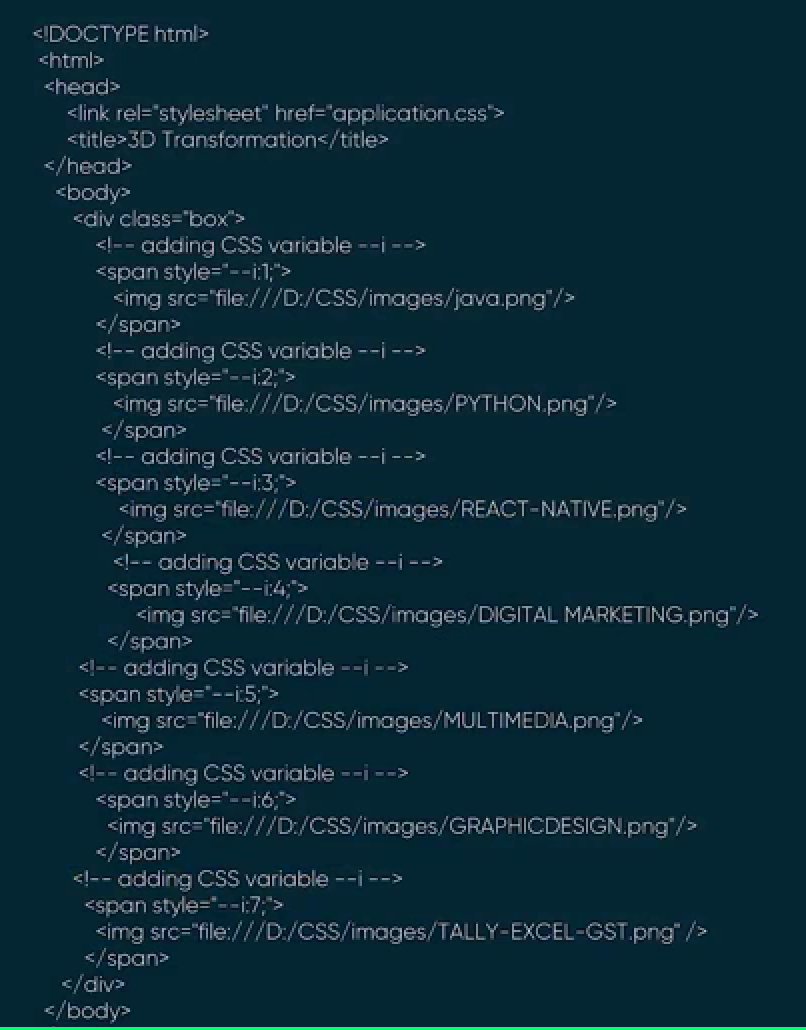 <!DOCTYPE html>
<html>
<head>
<link rel="stylesheet" href="application.css">
<title>3D Transformation</title>
</head>
<body>
<div class="box">
<!-- adding CSS variable --i -->
<span style="--i:1;">
<img src="file:///D:/CSS/images/java.png"/>
</span>
<!-- adding CSS variable --i -->
<span style="--i:2;">
<img src="file:///D:/CSS/images/PYTHON.png"/>
</span>
<!-- adding CSS variable --i -->
<span style="--i:3;">
<img src="file:///D:/CSS/images/REACT-NATIVE.png"/>
</span>
<!-- adding CSS variable --i -->
<span style="--i:4;">
<img src="file:///D:/CSS/images/DIGITAL MARKETING.png"/>
</span>
<!-- adding CSS variable --i -->
<span style="--i:5;">
<img src="file:///D:/CSS/images/MULTIMEDIA.png"/>
</span>
<!-- adding CSS variable --i -->
<span style="--i:6;">
<img src="file:///D:/CSS/images/GRAPHICDESIGN.png"/>
</span>
<!-- adding CSS variable --i -->
<span style="--i:7;">
<img src="file:///D:/CSS/images/TALLY-EXCEL-GST.png" />
</span>
</div>
</body>